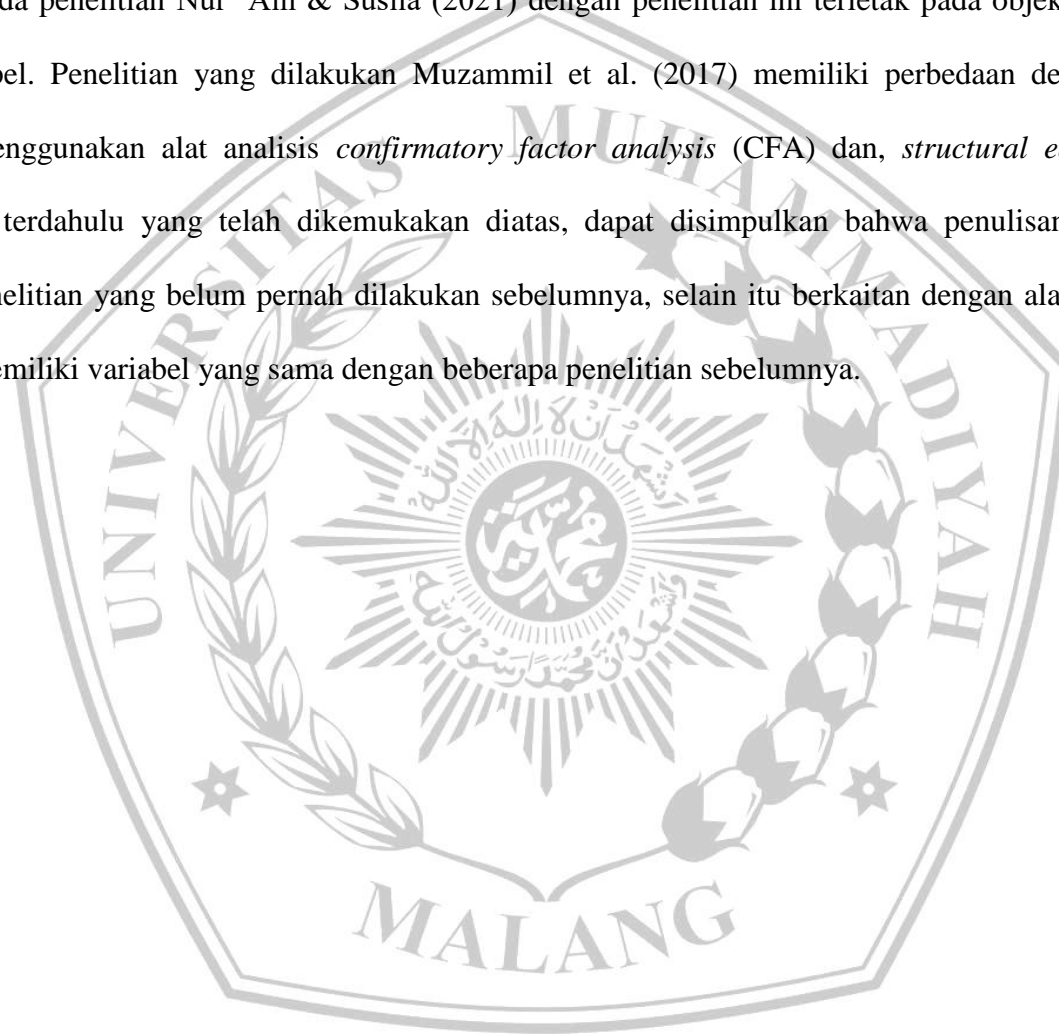 da penelitian Nur 'Ain & Susila (2021) dengan penelitian ini terletak pada objek
bel. Penelitian yang dilakukan Muzammil et al. (2017) memiliki perbedaan de
enggunakan alat analisis confirmatory factor analysis (CFA) dan, structural e
terdahulu yang telah dikemukakan diatas, dapat disimpulkan bahwa penulisan
nelitian yang belum pernah dilakukan sebelumnya, selain itu berkaitan dengan ala
emiliki variabel yang sama dengan beberapa penelitian sebelumnya.
UNIVERSITAS MUHAMMADIYAH
اَشْهَدُ اَنْ لَا اِلٰهَ اِلَّا اللهُ
وَاَشْهَدُ اَنَّ مُحَمَّدًا رَسُوْلُ اللهِ
MALANG